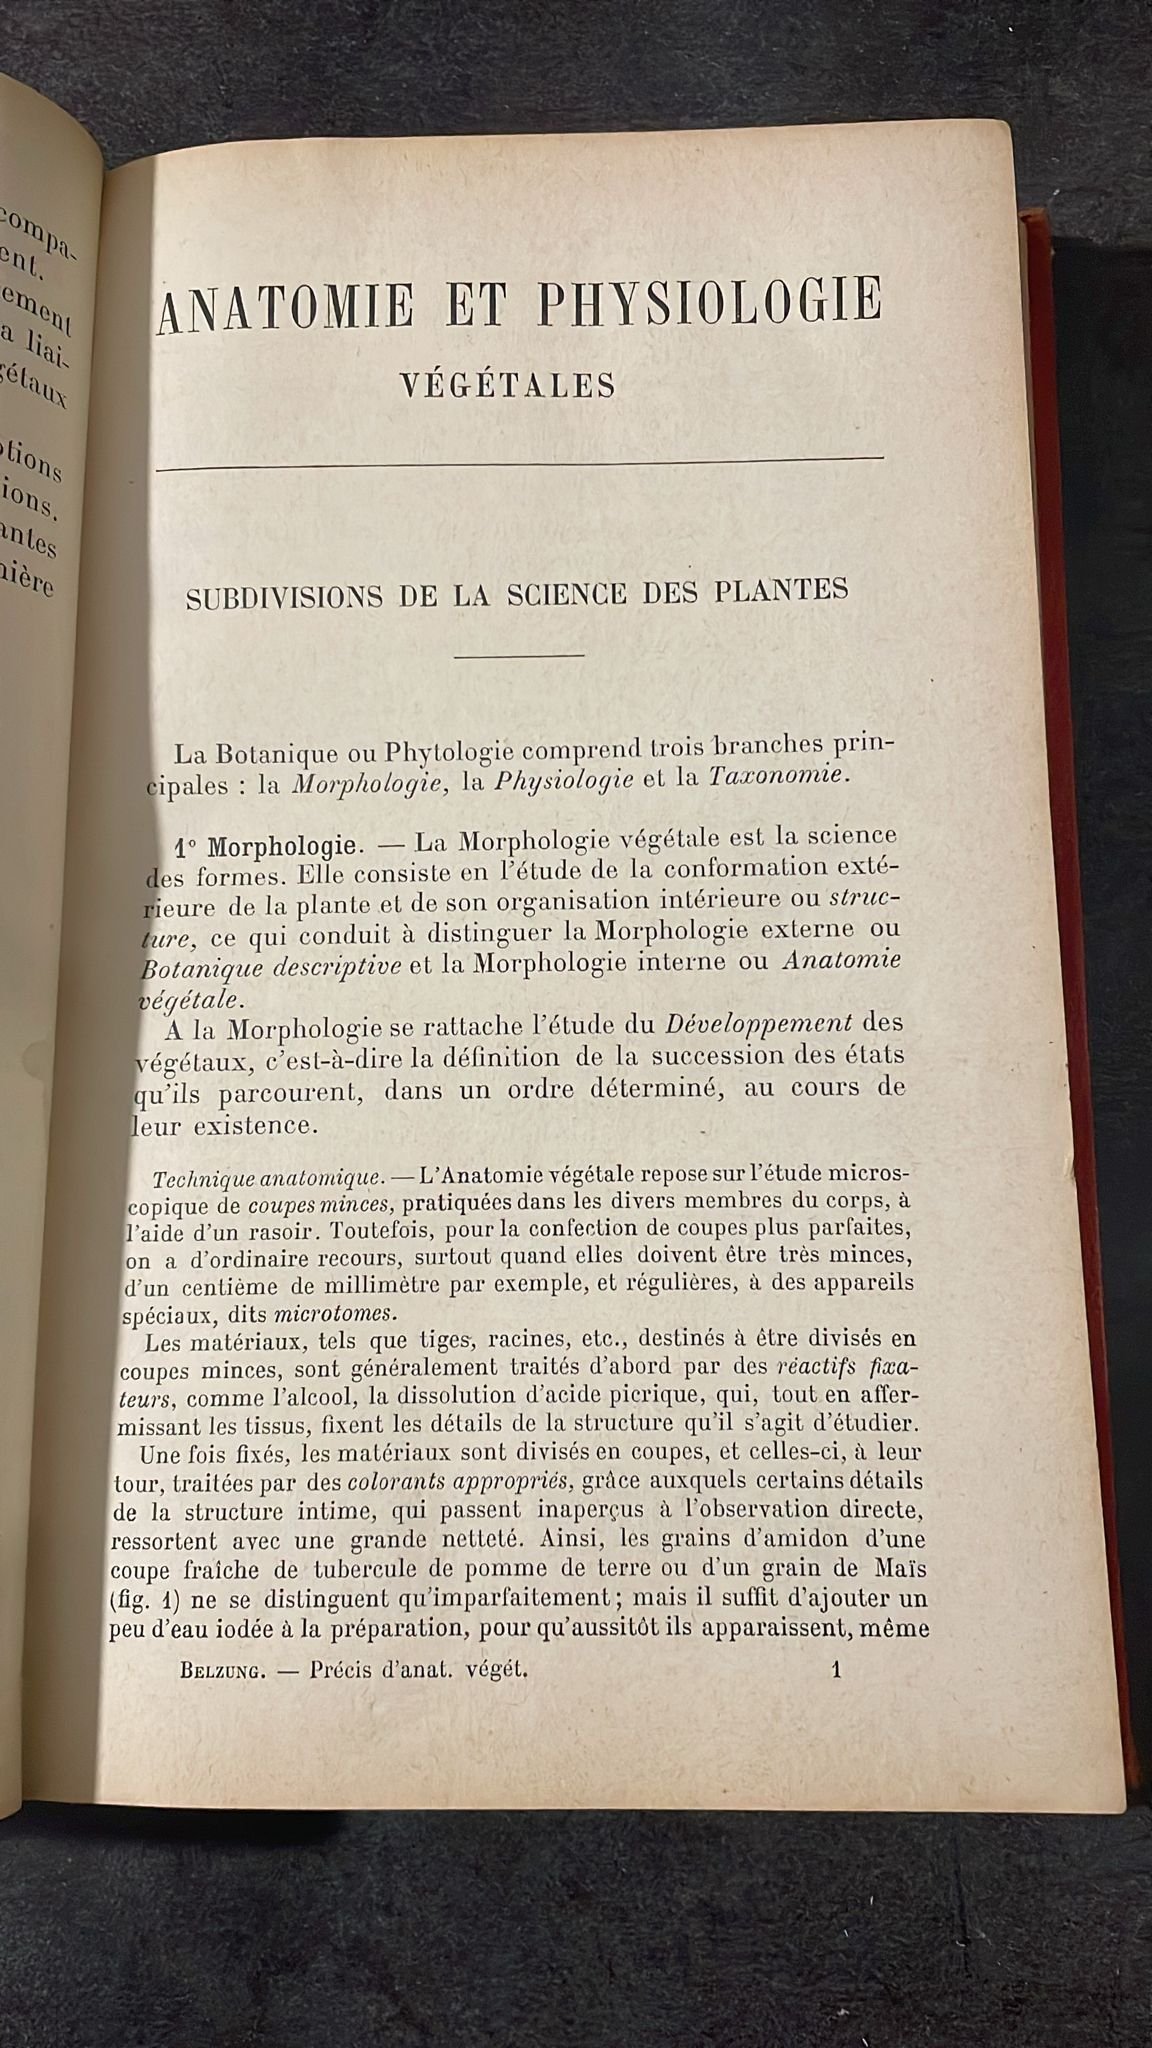 compa-
ent.
ement
a liai-
gétaux
otions
ions.
antes
nière
ANATOMIE ET PHYSIOLOGIE
VÉGÉTALES
SUBDIVISIONS DE LA SCIENCE DES PLANTES
La Botanique ou Phytologie comprend trois branches prin-
cipales : la Morphologie, la Physiologie et la Taxonomie.
1° Morphologie. — La Morphologie végétale est la science
des formes. Elle consiste en l'étude de la conformation exté-
rieure de la plante et de son organisation intérieure ou struc-
ture, ce qui conduit à distinguer la Morphologie externe ou
Botanique descriptive et la Morphologie interne ou Anatomie
végétale.
A la Morphologie se rattache l'étude du Développement des
végétaux, c'est-à-dire la définition de la succession des états
qu'ils parcourent, dans un ordre déterminé, au cours de
leur existence.
Technique anatomique. — L'Anatomie végétale repose sur l'étude micros-
copique de coupes minces, pratiquées dans les divers membres du corps, à
l'aide d'un rasoir. Toutefois, pour la confection de coupes plus parfaites,
on a d'ordinaire recours, surtout quand elles doivent être très minces,
d'un centième de millimètre par exemple, et régulières, à des appareils
spéciaux, dits microtomes.
Les matériaux, tels que tiges, racines, etc., destinés à être divisés en
coupes minces, sont généralement traités d'abord par des réactifs fixa-
teurs, comme l'alcool, la dissolution d'acide picrique, qui, tout en affer-
missant les tissus, fixent les détails de la structure qu'il s'agit d'étudier.
Une fois fixés, les matériaux sont divisés en coupes, et celles-ci, à leur
tour, traitées par des colorants appropriés, grâce auxquels certains détails
de la structure intime, qui passent inaperçus à l'observation directe,
ressortent avec une grande netteté. Ainsi, les grains d'amidon d'une
coupe fraîche de tubercule de pomme de terre ou d'un grain de Maïs
(fig. 1) ne se distinguent qu'imparfaitement ; mais il suffit d'ajouter un
peu d'eau iodée à la préparation, pour qu'aussitôt ils apparaissent, même
BELZUNG. — Précis d'anat. végét. 1